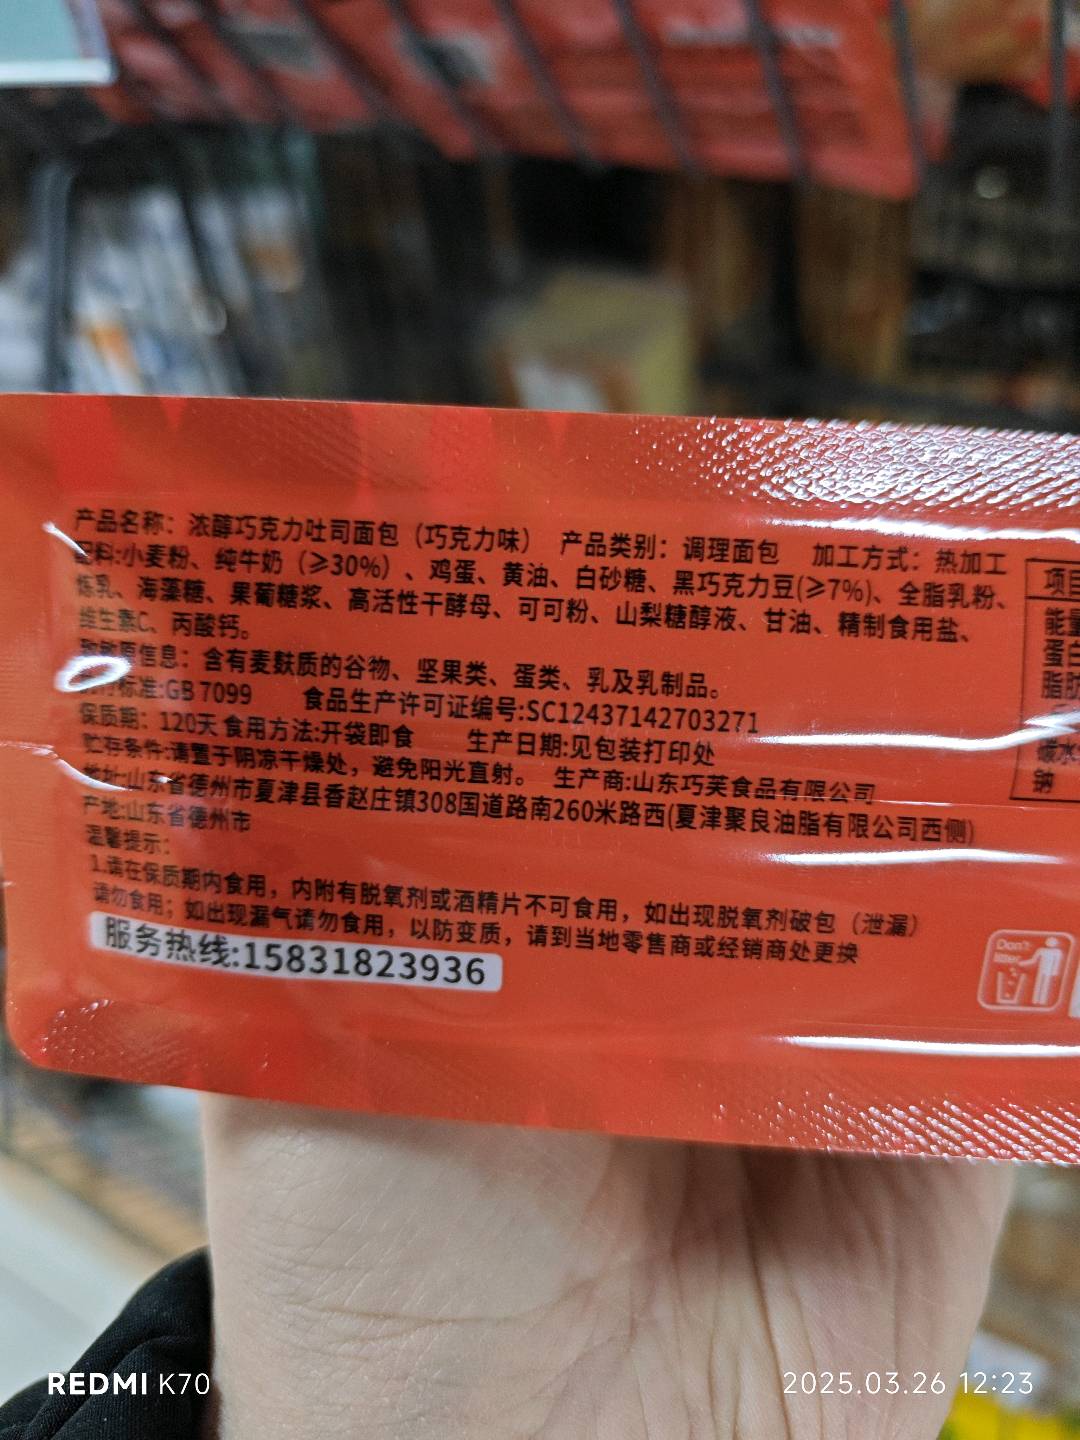 产品名称：浓醇巧克力吐司面包（巧克力味） 产品类别：调理面包 加工方式：热加工
配料:小麦粉、纯牛奶（≥30%）、鸡蛋、黄油、白砂糖、黑巧克力豆(≥7%)、全脂乳粉、
炼乳、海藻糖、果葡糖浆、高活性干酵母、可可粉、山梨糖醇液、甘油、精制食用盐、
维生素C、丙酸钙。
致敏原信息：含有麦麸质的谷物、坚果类、蛋类、乳及乳制品。
标准:GB 7099 食品生产许可证编号:SC12437142703271
保质期：120天 食用方法:开袋即食 生产日期:见包装打印处
贮存条件:请置于阴凉干燥处，避免阳光直射。 生产商:山东巧芙食品有限公司
地址:山东省德州市夏津县香赵庄镇308国道路南260米路西(夏津聚良油脂有限公司西侧)
产地:山东省德州市
温馨提示：
1.请在保质期内食用，内附有脱氧剂或酒精片不可食用，如出现脱氧剂破包（泄漏）
请勿食用；如出现漏气请勿食用，以防变质，请到当地零售商或经销商处更换
服务热线:15831823936
项目
能量
蛋白
脂肪
碳水
钠
Don't
litter
REDMI K70
2025.03.26 12:23